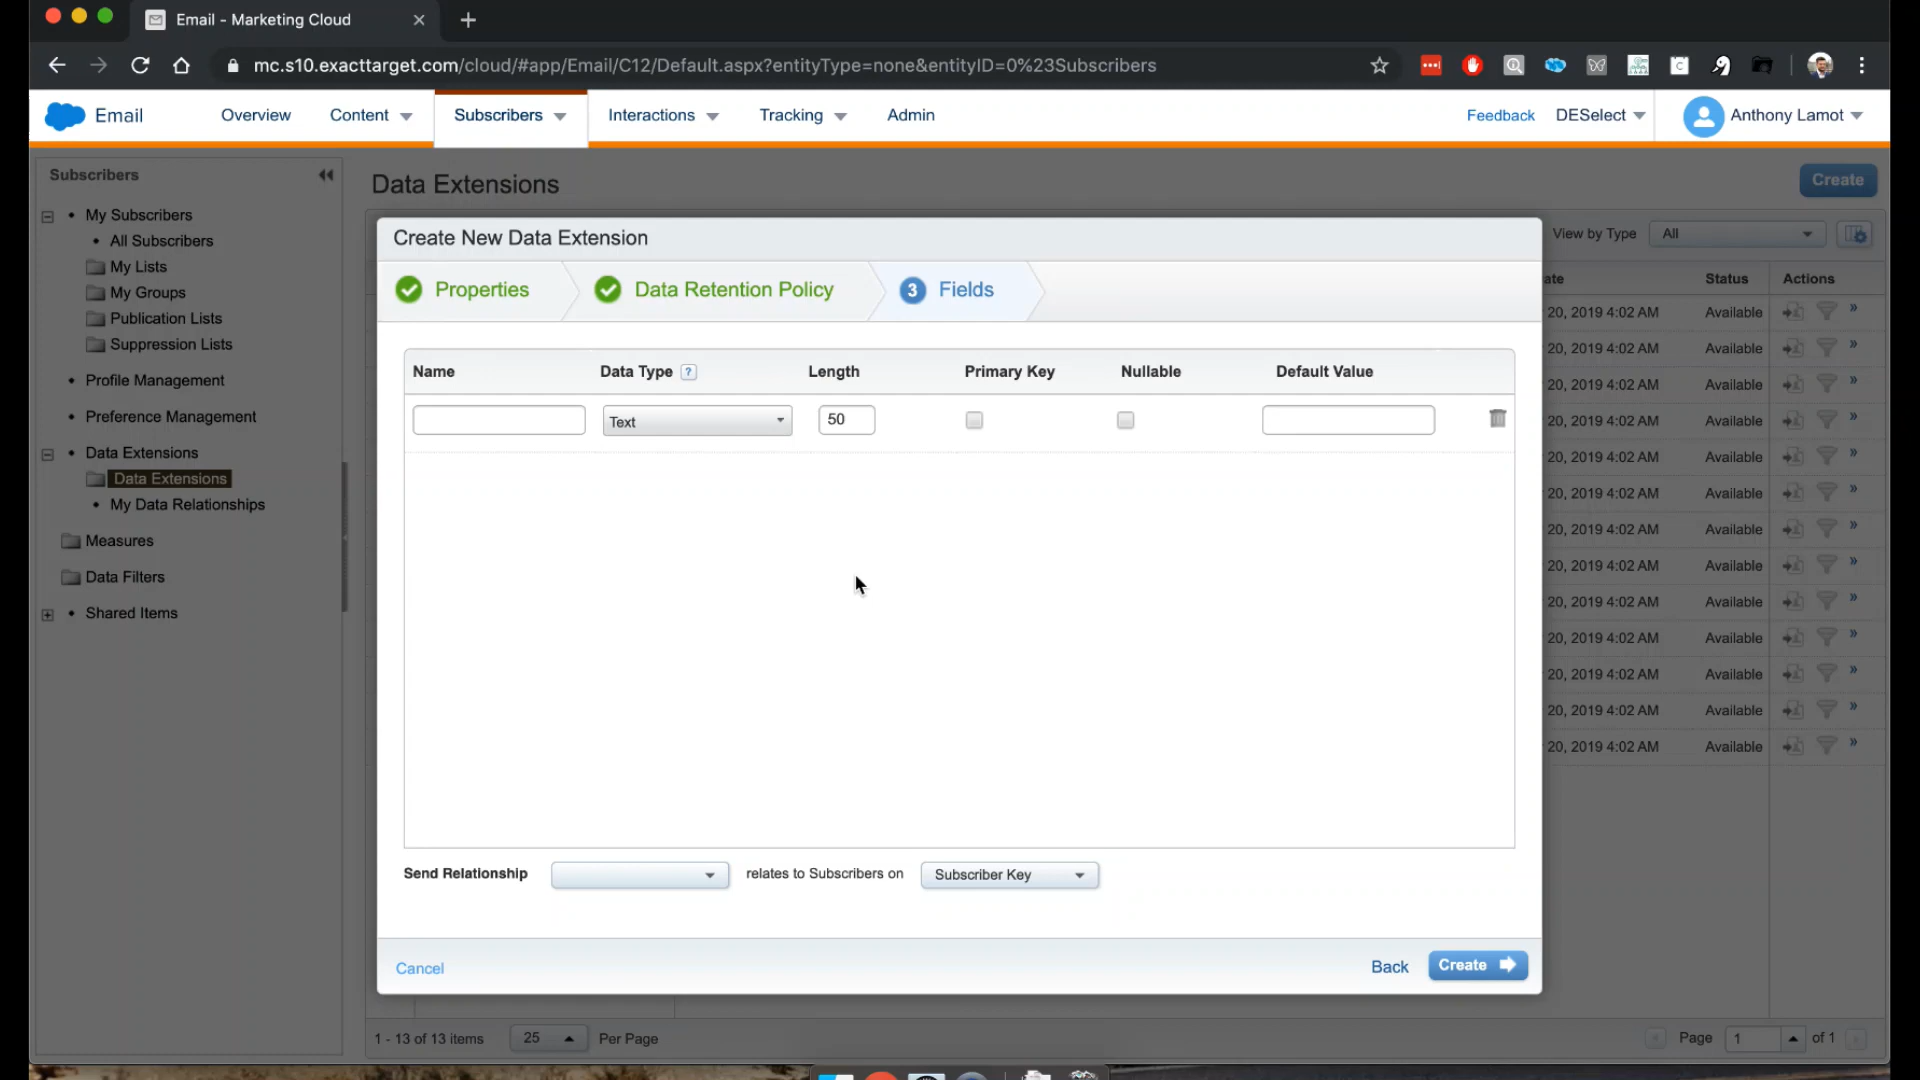 Email - Marketing Cloud
mc.s10.exacttarget.com/cloud/#app/Email/C12/Default.aspx?entityType=none&entityID=0%23Subscribers
Email Overview Content Subscribers Interactions Tracking Admin Feedback DESelect Anthony Lamot
Subscribers
My Subscribers
All Subscribers
My Lists
My Groups
Publication Lists
Suppression Lists
Profile Management
Preference Management
Data Extensions
Data Extensions
My Data Relationships
Measures
Data Filters
Shared Items
Data Extensions Create
View by Type All
Status Actions
20, 2019 4:02 AM Available
20, 2019 4:02 AM Available
20, 2019 4:02 AM Available
20, 2019 4:02 AM Available
20, 2019 4:02 AM Available
20, 2019 4:02 AM Available
20, 2019 4:02 AM Available
20, 2019 4:02 AM Available
20, 2019 4:02 AM Available
20, 2019 4:02 AM Available
20, 2019 4:02 AM Available
20, 2019 4:02 AM Available
20, 2019 4:02 AM Available
Create New Data Extension
Properties Data Retention Policy 3 Fields
Name Data Type ? Length Primary Key Nullable Default Value
Text 50
Send Relationship relates to Subscribers on Subscriber Key
Cancel Back Create
1 - 13 of 13 items 25 Per Page Page 1 of 1